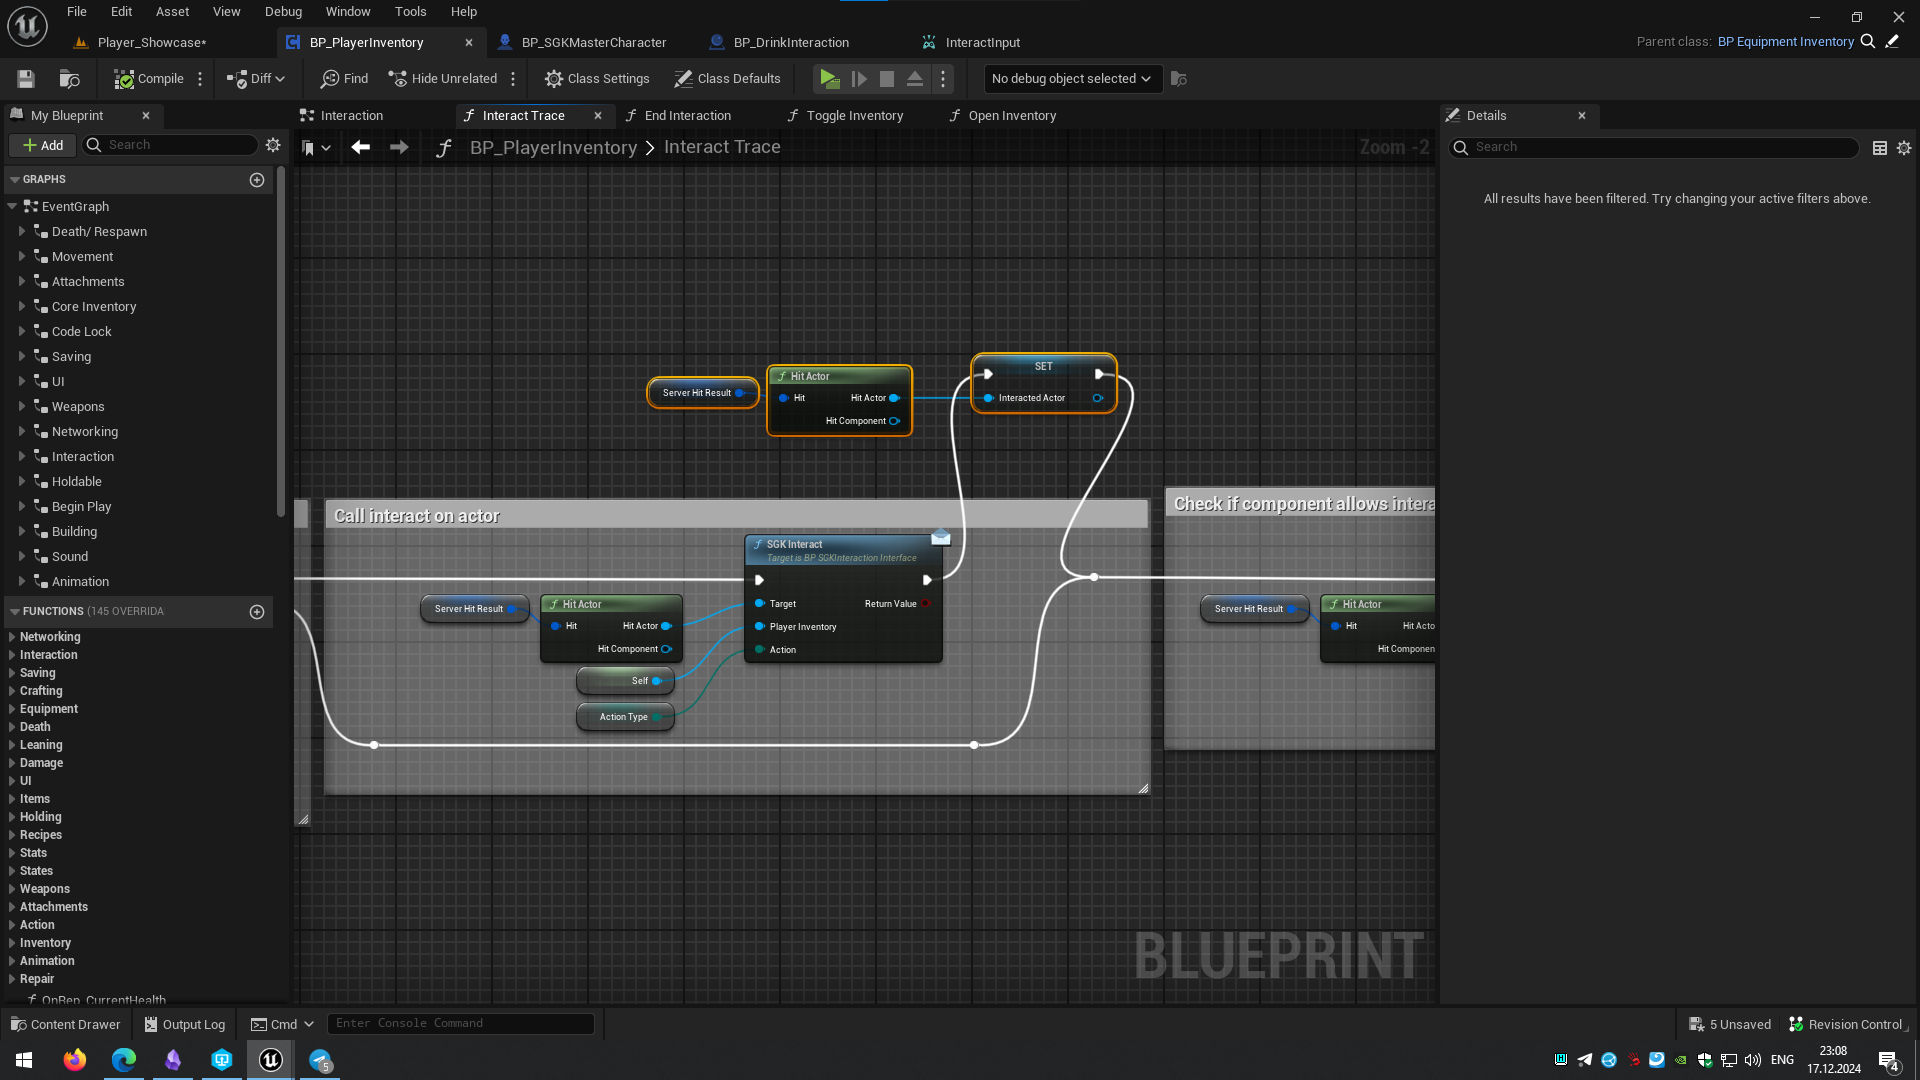 File Edit Asset View Debug Window Tools Help
Player_Showcase* BP_PlayerInventory BP_SGKMasterCharacter BP_DrinkInteraction InteractInput Parent class: BP Equipment Inventory
Compile Diff Find Hide Unrelated Class Settings Class Defaults No debug object selected
My Blueprint Interaction Interact Trace End Interaction Toggle Inventory Open Inventory Details
Add Search BP_PlayerInventory > Interact Trace Zoom -2 Search
GRAPHS
All results have been filtered. Try changing your active filters above.
EventGraph
Death/ Respawn
Movement
Attachments
Core Inventory
Code Lock
Saving
UI
Weapons
Networking
Interaction
Holdable
Begin Play
Building
Sound
Animation
FUNCTIONS (145 OVERRIDA
Networking
Interaction
Saving
Crafting
Equipment
Death
Leaning
Damage
UI
Items
Holding
Recipes
Stats
States
Weapons
Attachments
Action
Inventory
Animation
Repair
OnRep_CurrentHealth
Server Hit Result
Hit Actor
Hit Hit Actor
Hit Component
SET
Interacted Actor
Call interact on actor
SGK Interact
Target is BP SGKInteraction Interface
Target Return Value
Player Inventory
Action
Server Hit Result
Hit Actor
Hit Hit Actor
Hit Component
Self
Action Type
Check if component allows intera
Server Hit Result
Hit Actor
Hit Hit Acto
Hit Componen
BLUEPRINT
Content Drawer Output Log Cmd Enter Console Command 5 Unsaved Revision Control
5 ENG 23:08
17.12.2024 4